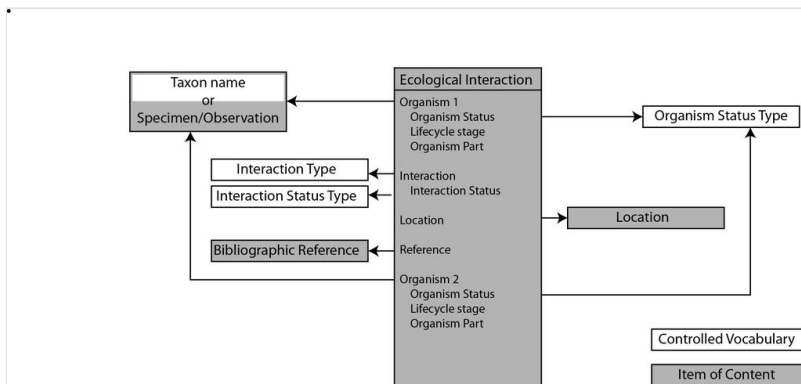 Taxon name
or
Specimen/Observation
Interaction Type
Interaction Status Type
Bibliographic Reference
Ecological Interaction
Organism 1
Organism Status
Lifecycle stage
Organism Part
Interaction
Interaction Status
Location
Reference
Organism 2
Organism Status
Lifecycle stage
Organism Part
Organism Status Type
Location
Controlled Vocabulary
Item of Content